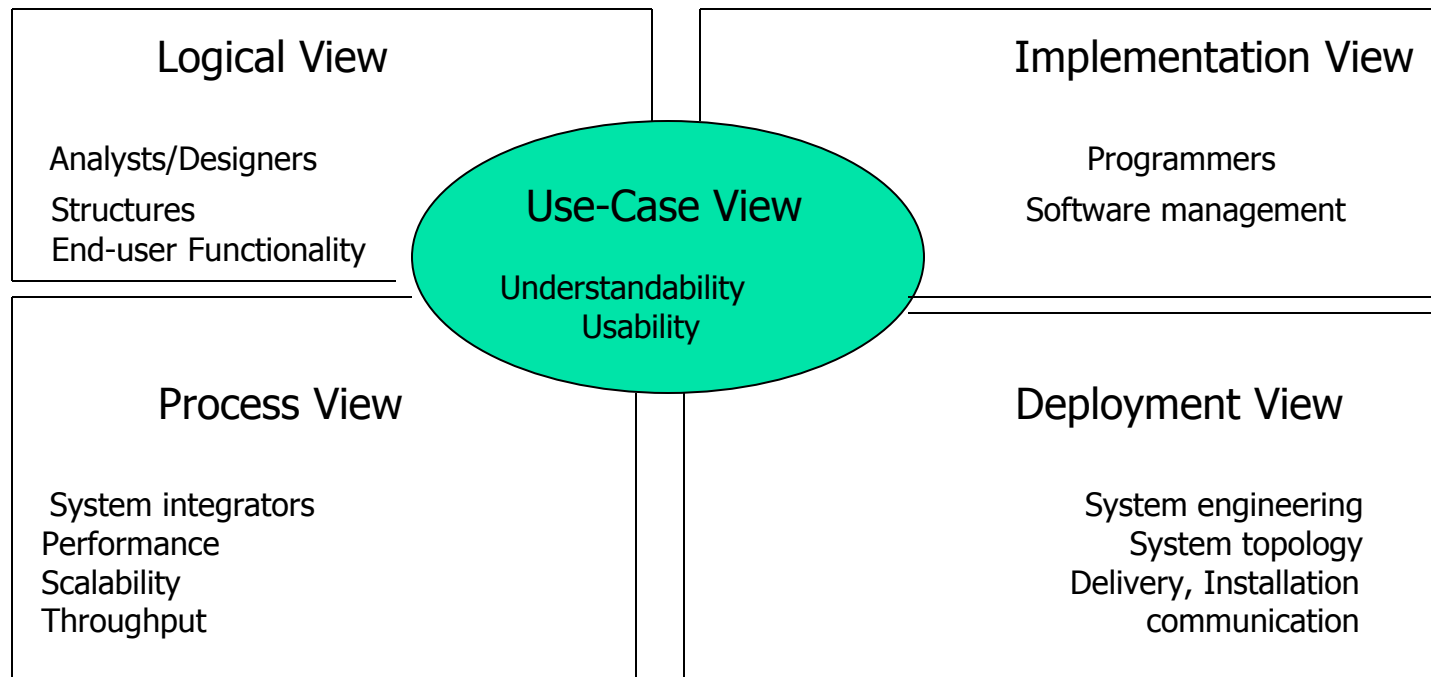 Logical View
Analysts/Designers
Structures
End-user Functionality
Implementation View
Programmers
Software management
Use-Case View
Understandability
Usability
Process View
System integrators
Performance
Scalability
Throughput
Deployment View
System engineering
System topology
Delivery, Installation
communication